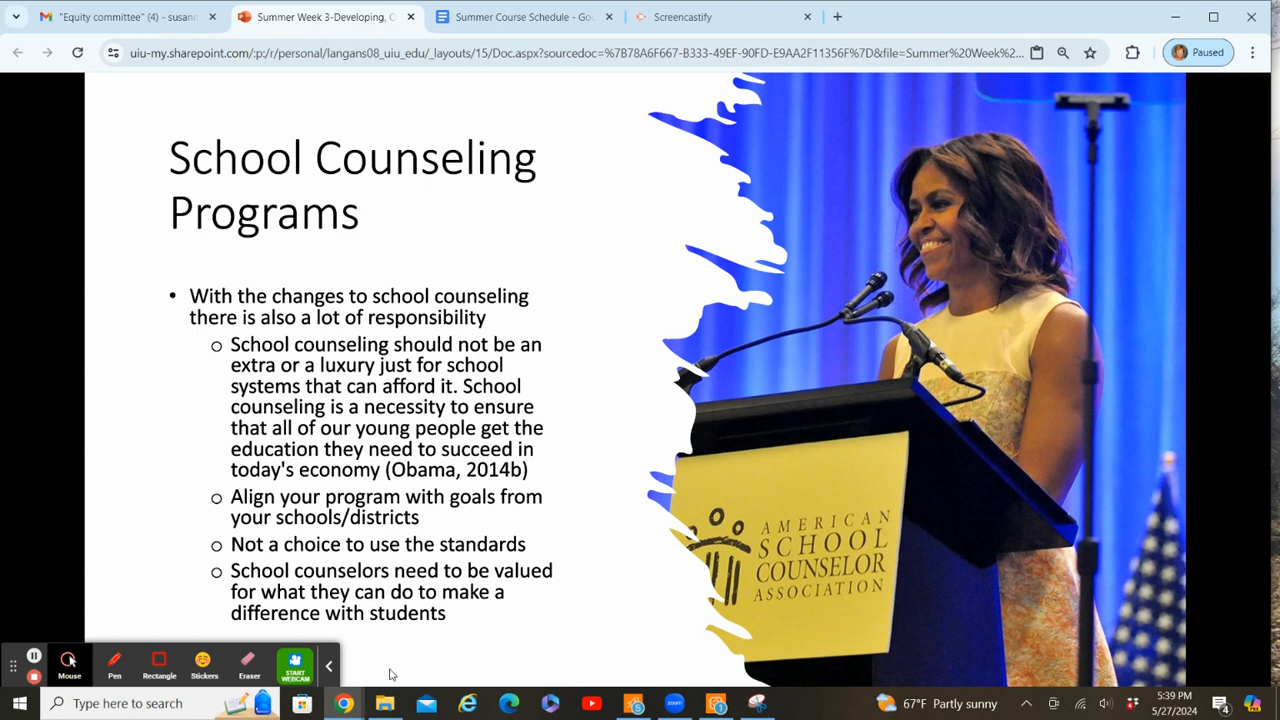 "Equity committee" (4) - susann
Summer Week 3-Developing, O
Summer Course Schedule - Goo
Screencastify
uiu-my.sharepoint.com/:p:/r/personal/langans08_uiu_edu/_layouts/15/Doc.aspx?sourcedoc=%7B78A6F667-B333-49EF-90FD-E9AA2F11356F%7D&file=Summer%20Week%2...
Paused
School Counseling
Programs
• With the changes to school counseling
there is also a lot of responsibility
o School counseling should not be an
extra or a luxury just for school
systems that can afford it. School
counseling is a necessity to ensure
that all of our young people get the
education they need to succeed in
today's economy (Obama, 2014b)
o Align your program with goals from
your schools/districts
o Not a choice to use the standards
o School counselors need to be valued
for what they can do to make a
difference with students
AMERICAN
SCHOOL
COUNSELOR
ASSOCIATION
Mouse
Pen
Rectangle
Stickers
Eraser
START
WEBCAM
Type here to search
zoom
67°F Partly sunny
5:39 PM
5/27/2024
4